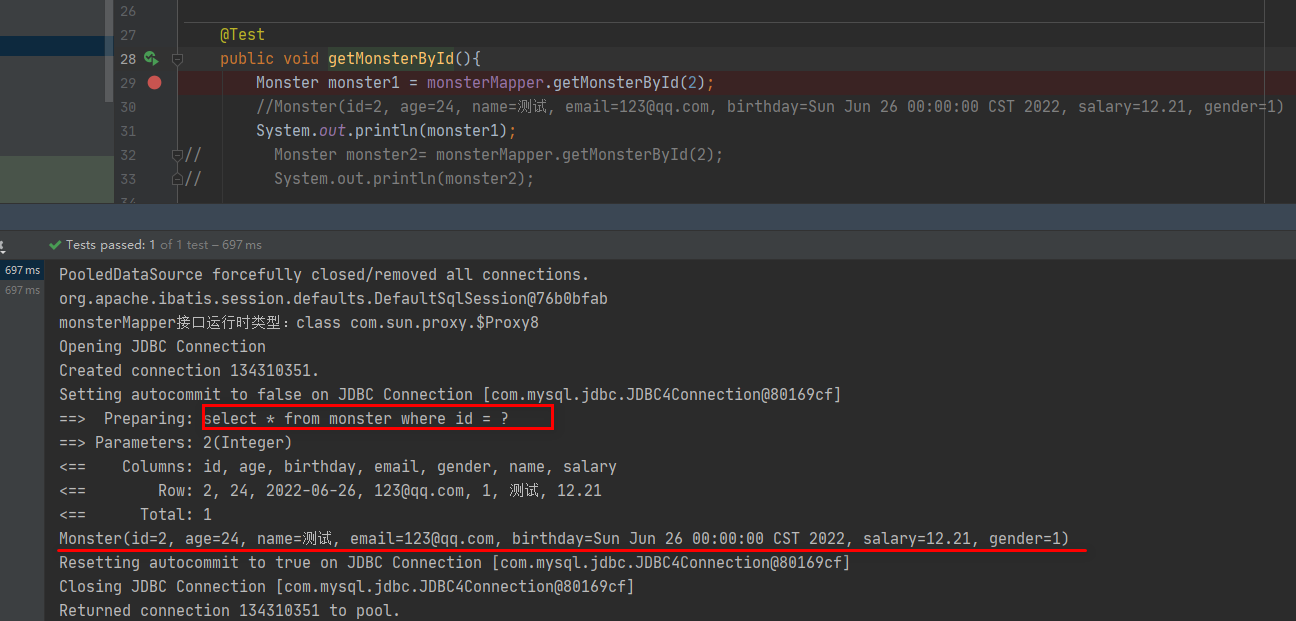 26
27 @Test
28 public void getMonsterById(){
29 Monster monster1 = monsterMapper.getMonsterById(2);
30 //Monster(id=2, age=24, name=测试, email=123@qq.com, birthday=Sun Jun 26 00:00:00 CST 2022, salary=12.21, gender=1)
31 System.out.println(monster1);
32 // Monster monster2= monsterMapper.getMonsterById(2);
33 // System.out.println(monster2);
34
Tests passed: 1 of 1 test – 697 ms
697 ms PooledDataSource forcefully closed/removed all connections.
697 ms org.apache.ibatis.session.defaults.DefaultSqlSession@76b0bfab
monsterMapper接口运行时类型：class com.sun.proxy.$Proxy8
Opening JDBC Connection
Created connection 134310351.
Setting autocommit to false on JDBC Connection [com.mysql.jdbc.JDBC4Connection@80169cf]
==>  Preparing: select * from monster where id = ?
==> Parameters: 2(Integer)
<==    Columns: id, age, birthday, email, gender, name, salary
<==        Row: 2, 24, 2022-06-26, 123@qq.com, 1, 测试, 12.21
<==      Total: 1
Monster(id=2, age=24, name=测试, email=123@qq.com, birthday=Sun Jun 26 00:00:00 CST 2022, salary=12.21, gender=1)
Resetting autocommit to true on JDBC Connection [com.mysql.jdbc.JDBC4Connection@80169cf]
Closing JDBC Connection [com.mysql.jdbc.JDBC4Connection@80169cf]
Returned connection 134310351 to pool.